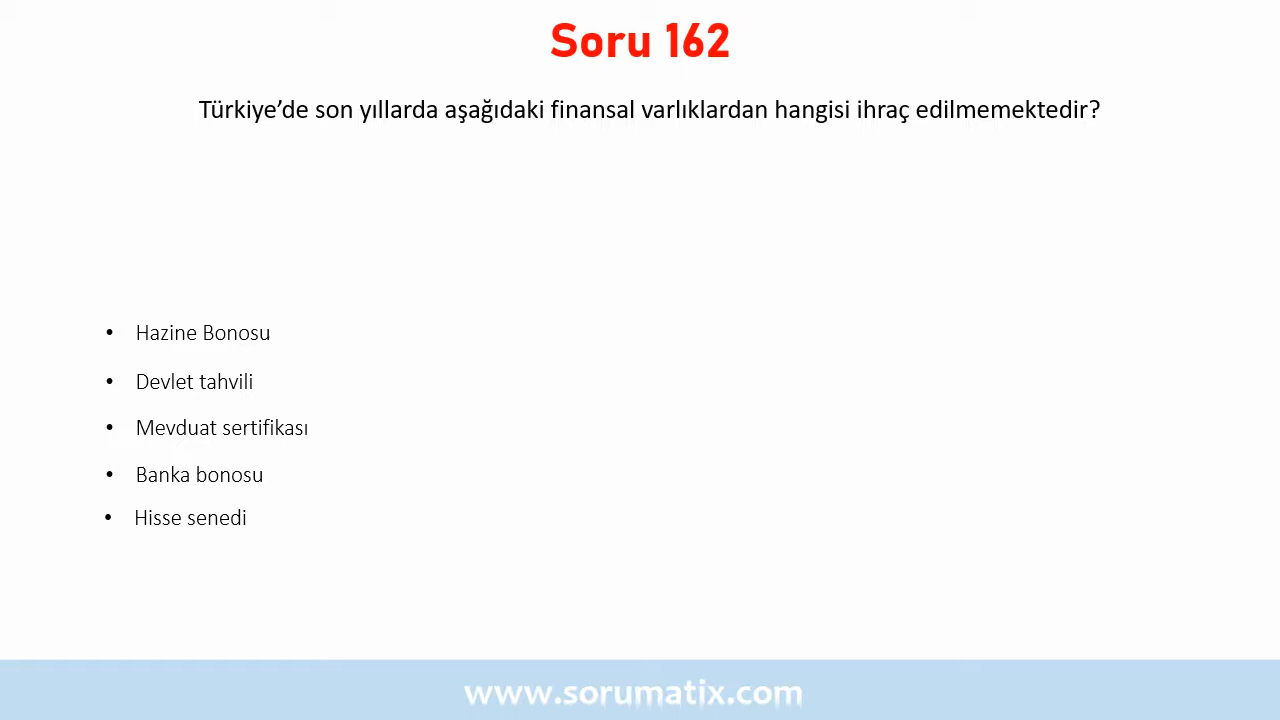 Soru 162
Türkiye’de son yıllarda aşağıdaki finansal varlıklardan hangisi ihraç edilmemektedir?
• Hazine Bonosu
• Devlet tahvili
• Mevduat sertifikası
• Banka bonosu
• Hisse senedi
www.sorumatix.com